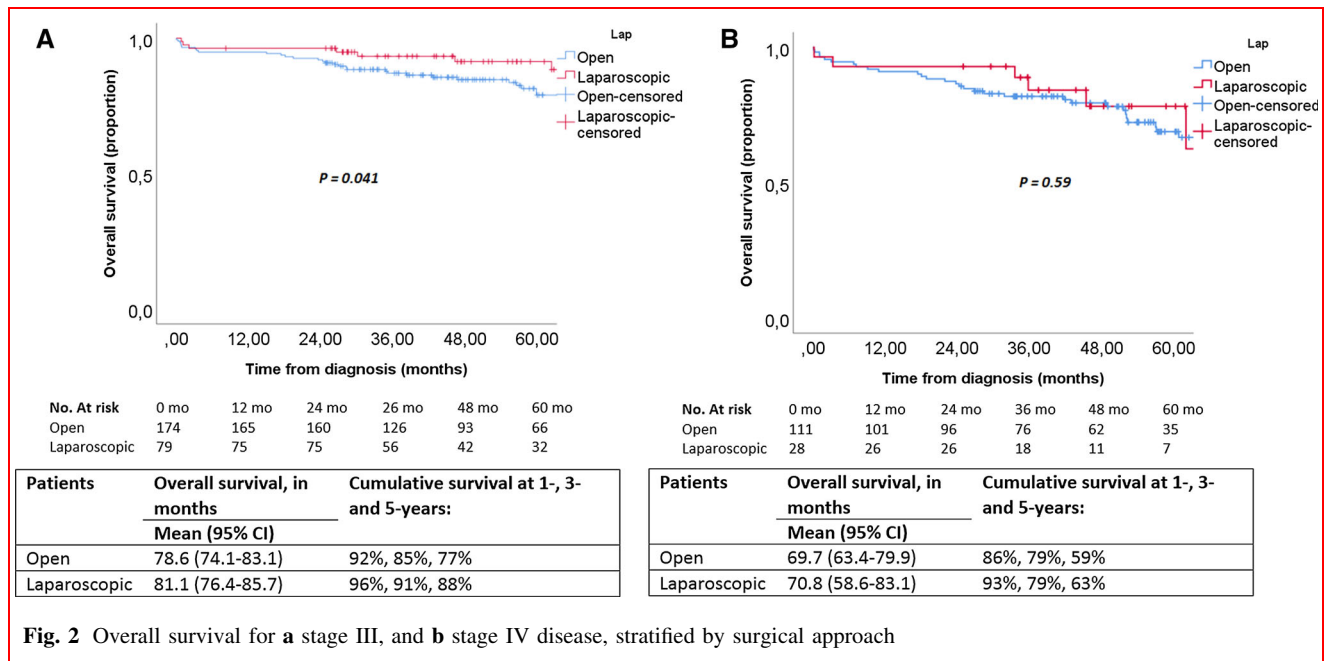 A
1,0
0,5
0,0
Overall survival (proportion)
,00 12,00 24,00 36,00 48,00 60,00
Time from diagnosis (months)
P = 0.041
Lap
Open
Laparoscopic
Open-censored
Laparoscopic-
censored
No. At risk 0 mo 12 mo 24 mo 26 mo 48 mo 60 mo
Open 174 165 160 126 93 66
Laparoscopic 79 75 75 56 42 32
Patients Overall survival, in Cumulative survival at 1-, 3-
months and 5-years:
Mean (95% CI)
Open 78.6 (74.1-83.1) 92%, 85%, 77%
Laparoscopic 81.1 (76.4-85.7) 96%, 91%, 88%
B
1,0
0,5
0,0
Overall survival (proportion)
,00 12,00 24,00 36,00 48,00 60,00
Time from diagnosis (months)
P = 0.59
Lap
Open
Laparoscopic
Open-censored
Laparoscopic-
censored
No. At risk 0 mo 12 mo 24 mo 36 mo 48 mo 60 mo
Open 111 101 96 76 62 35
Laparoscopic 28 26 26 18 11 7
Patients Overall survival, in Cumulative survival at 1-, 3-
months and 5-years:
Mean (95% CI)
Open 69.7 (63.4-79.9) 86%, 79%, 59%
Laparoscopic 70.8 (58.6-83.1) 93%, 79%, 63%
Fig. 2 Overall survival for a stage III, and b stage IV disease, stratified by surgical approach